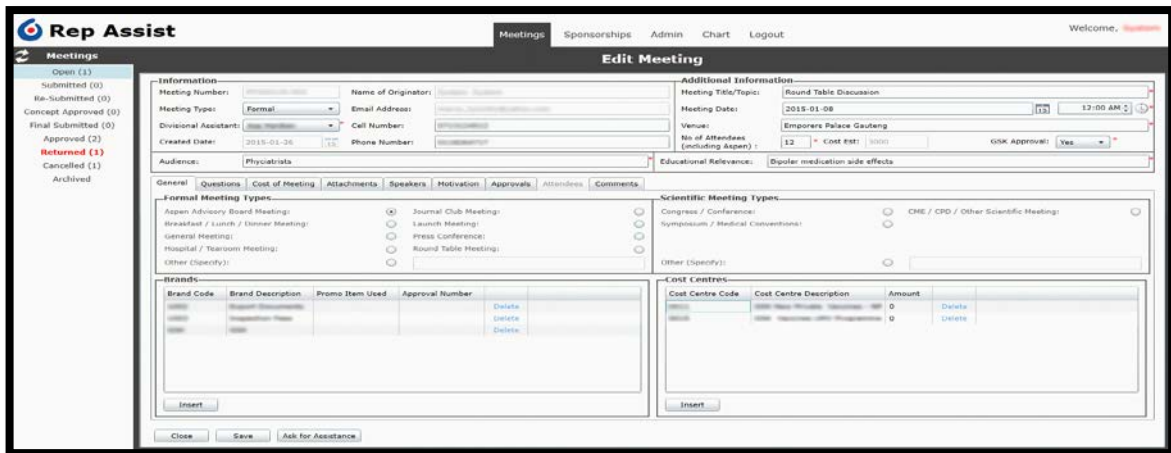 Rep Assist
Meetings Sponsorships Admin Chart Logout
Welcome,
Meetings
Edit Meeting
Open (1)
Submitted (0)
Re-Submitted (0)
Concept Approved (0)
Final Submitted (0)
Approved (2)
Returned (1)
Cancelled (1)
Archived
Information
Meeting Number: Name of Originator:
Meeting Type: Formal Email Address:
Divisional Assistant: * Cell Number:
Created Date: 2015-01-26 15 Phone Number:
Additional Information
Meeting Title/Topic: Round Table Discussion *
Meeting Date: 2015-01-08 15 12:00 AM *
Venue: Emporers Palace Gauteng *
No of Attendees (including Aspen) : 12 * Cost Est: 3000 GSK Approval: Yes *
Audience: Phyciatrists * Educational Relevance: Bipolar medication side effects *
General Questions Cost of Meeting Attachments Speakers Motivation Approvals Attendees Comments
Formal Meeting Types
Aspen Advisory Board Meeting: Journal Club Meeting:
Breakfast / Lunch / Dinner Meeting: Launch Meeting:
General Meeting: Press Conference:
Hospital / Tearoom Meeting: Round Table Meeting:
Other (Specify):
Scientific Meeting Types
Congress / Conference: CME / CPD / Other Scientific Meeting:
Symposium / Medical Conventions:
Other (Specify):
Brands
Brand Code Brand Description Promo Item Used Approval Number
Delete
Delete
Delete
Insert
Cost Centres
Cost Centre Code Cost Centre Description Amount
0 Delete
0 Delete
Insert
Close Save Ask for Assistance